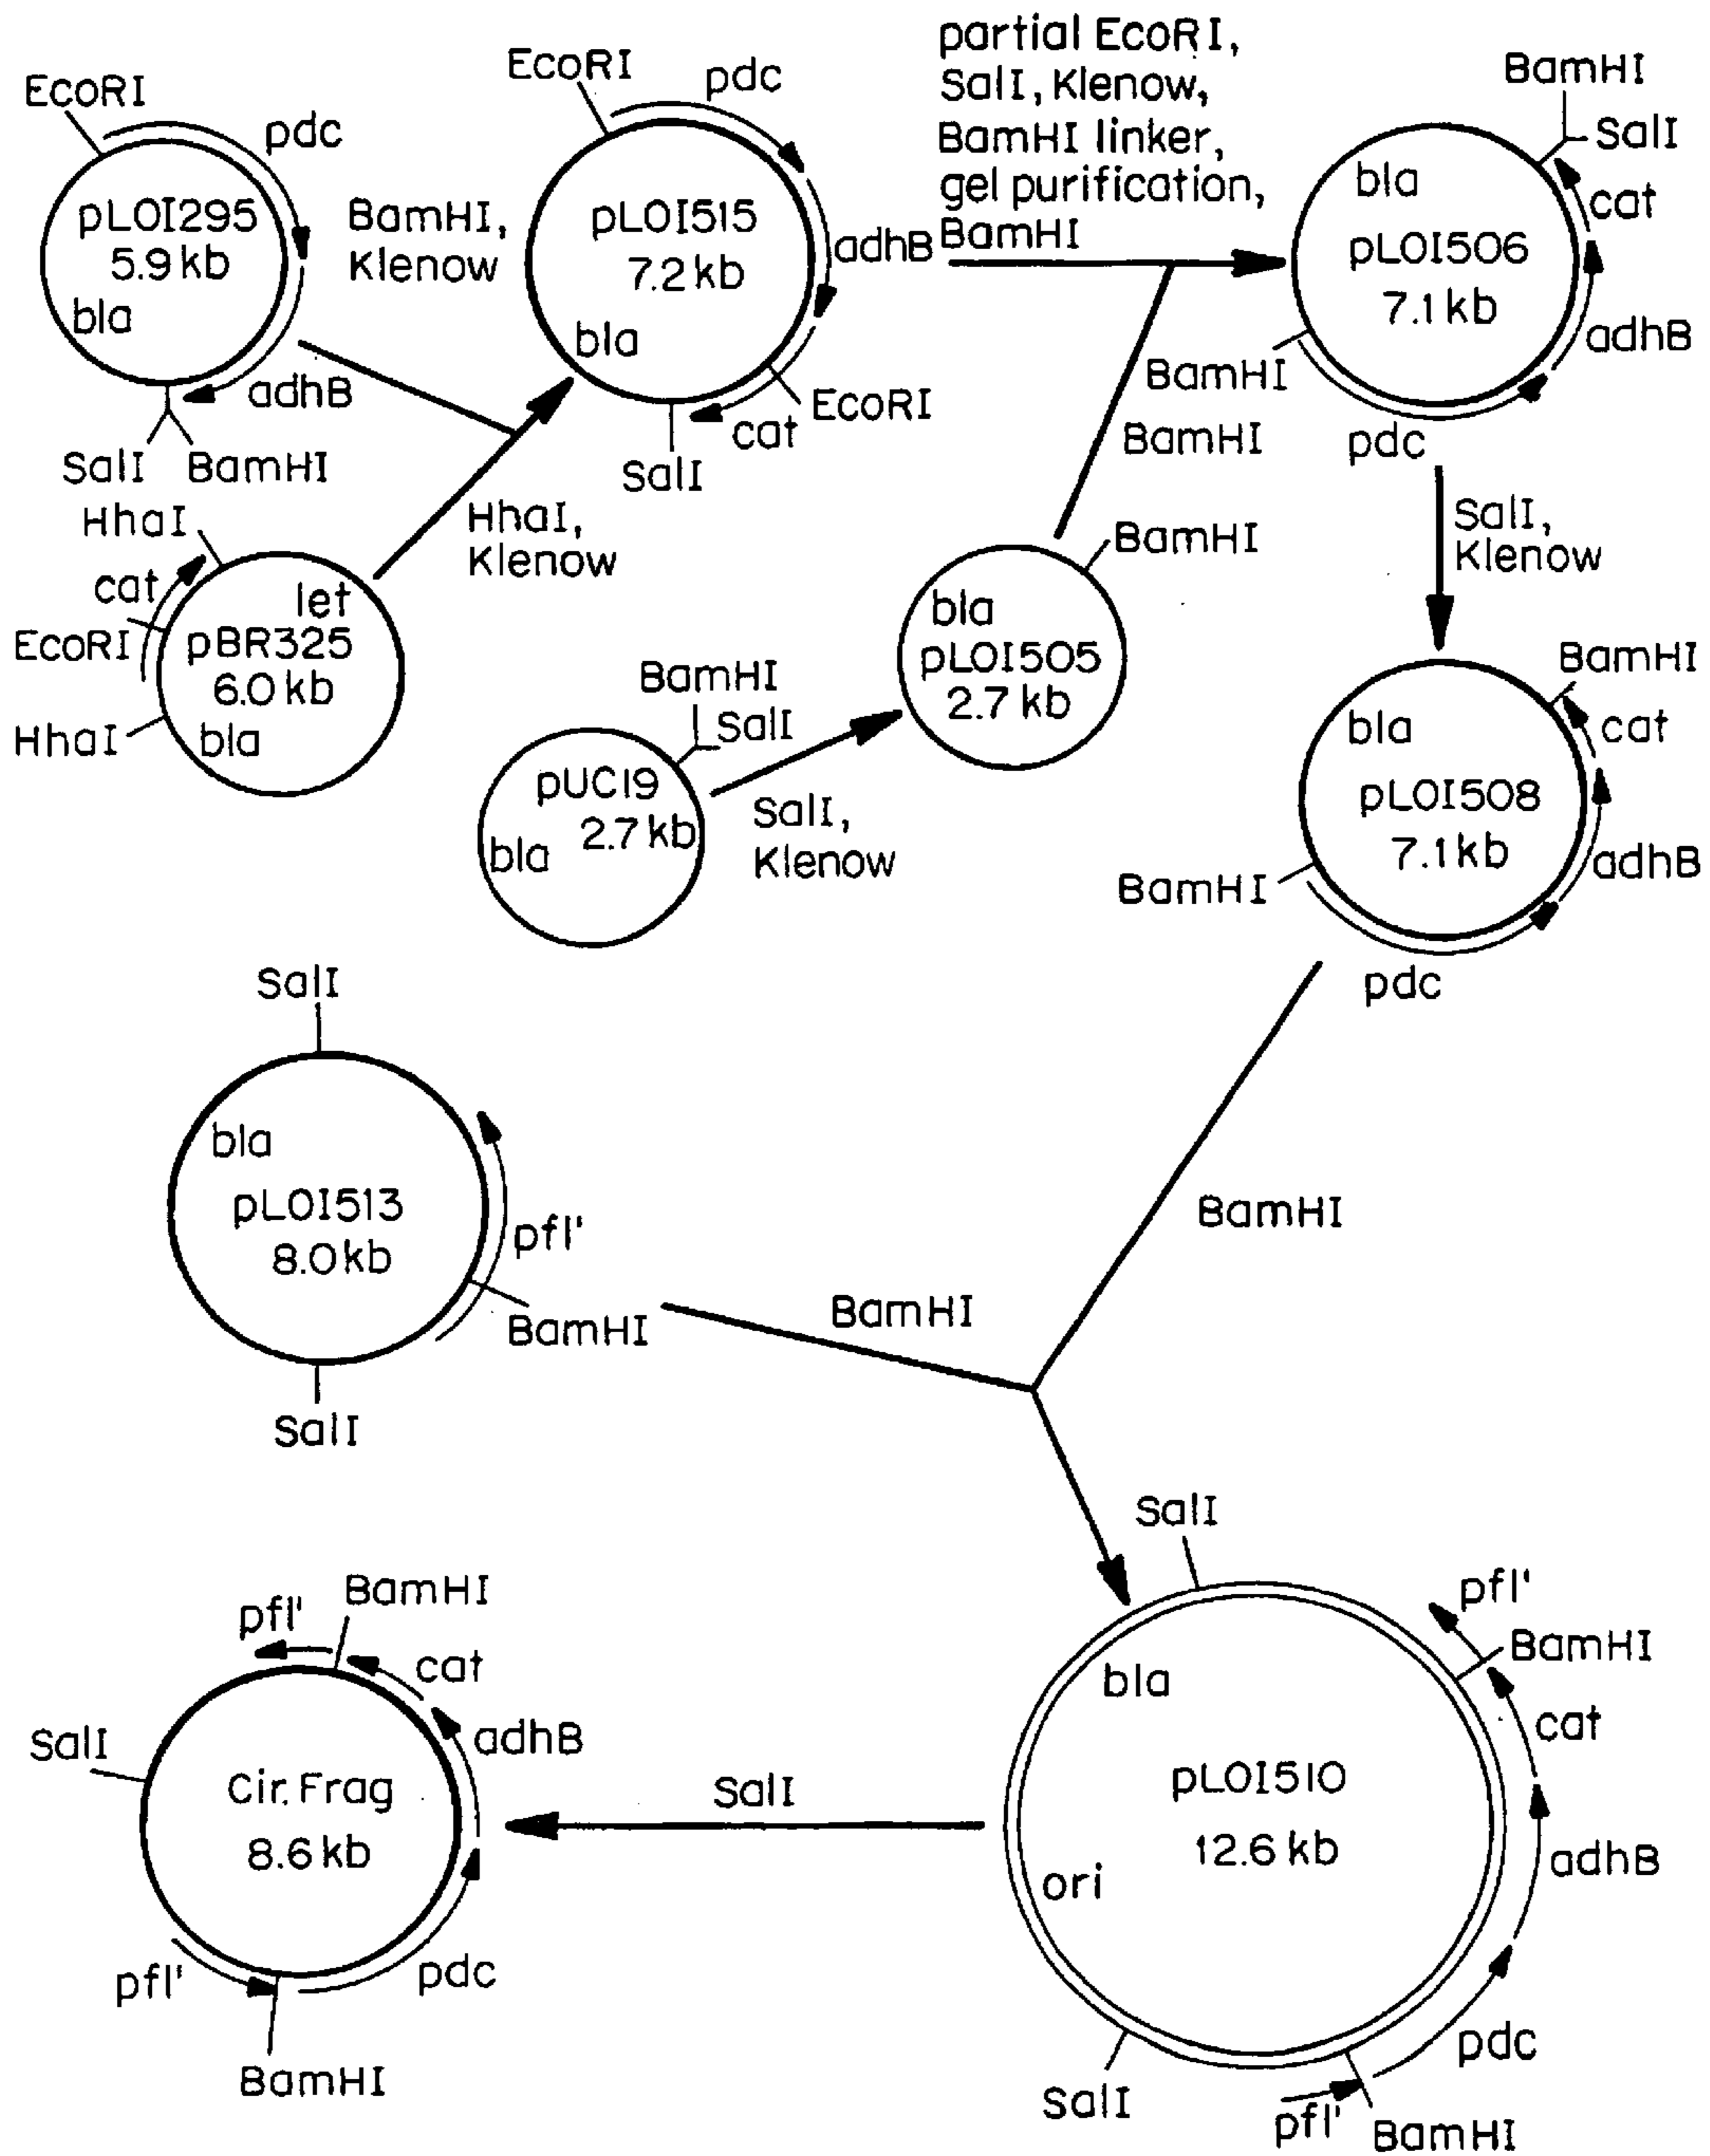 EcoRI
pdc
pLOI295
5.9 kb
bla
adhB
SalI
BamHI
BamHI,
Klenow
EcoRI
pdc
pLOI515
7.2 kb
bla
adhB
EcoRI
cat
SalI
partial EcoRI,
SalI, Klenow,
BamHI linker,
gel purification,
BamHI
BamHI
SalI
bla
cat
pLOI506
7.1 kb
adhB
BamHI
pdc
HhaI
cat
let
EcoRI
pBR325
6.0 kb
HhaI
bla
HhaI,
Klenow
BamHI
BamHI
bla
pLOI505
2.7 kb
SalI,
Klenow
BamHI
SalI
pUC19
2.7 kb
bla
SalI,
Klenow
BamHI
bla
cat
pLOI508
7.1 kb
adhB
BamHI
pdc
SalI
bla
pLOI513
8.0 kb
pfl'
BamHI
SalI
BamHI
BamHI
SalI
pfl'
BamHI
bla
cat
pLOI510
12.6 kb
adhB
ori
pdc
SalI
pfl'
BamHI
SalI
BamHI
pfl'
cat
adhB
SalI
Cir. Frag
8.6 kb
pfl'
pdc
BamHI